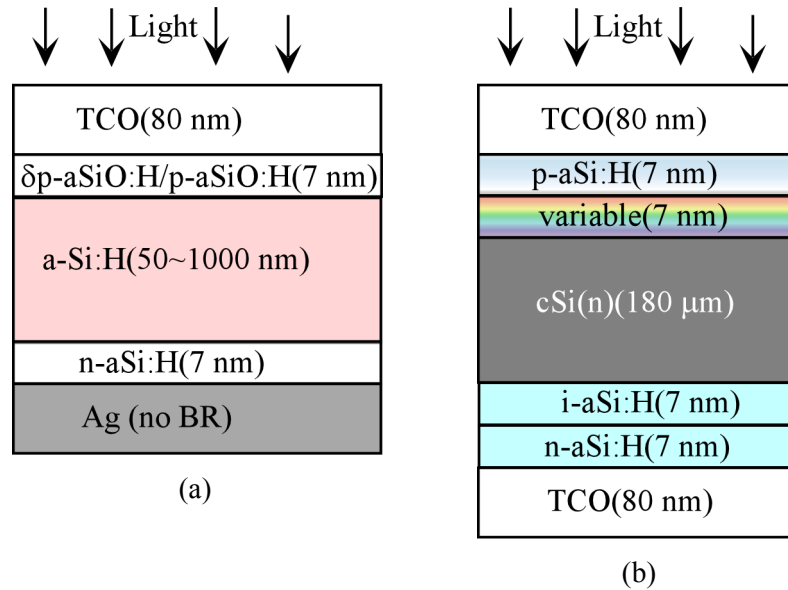 Light
TCO(80 nm)
δp-aSiO:H/p-aSiO:H(7 nm)
a-Si:H(50~1000 nm)
n-aSi:H(7 nm)
Ag (no BR)
(a)
Light
TCO(80 nm)
p-aSi:H(7 nm)
variable(7 nm)
cSi(n)(180 μm)
i-aSi:H(7 nm)
n-aSi:H(7 nm)
TCO(80 nm)
(b)